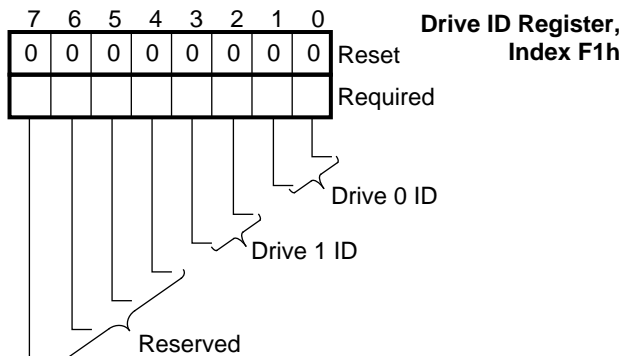 7 6 5 4 3 2 1 0
Drive ID Register,
Index F1h
0 0 0 0 0 0 0 0 Reset
Required
Drive 0 ID
Drive 1 ID
Reserved